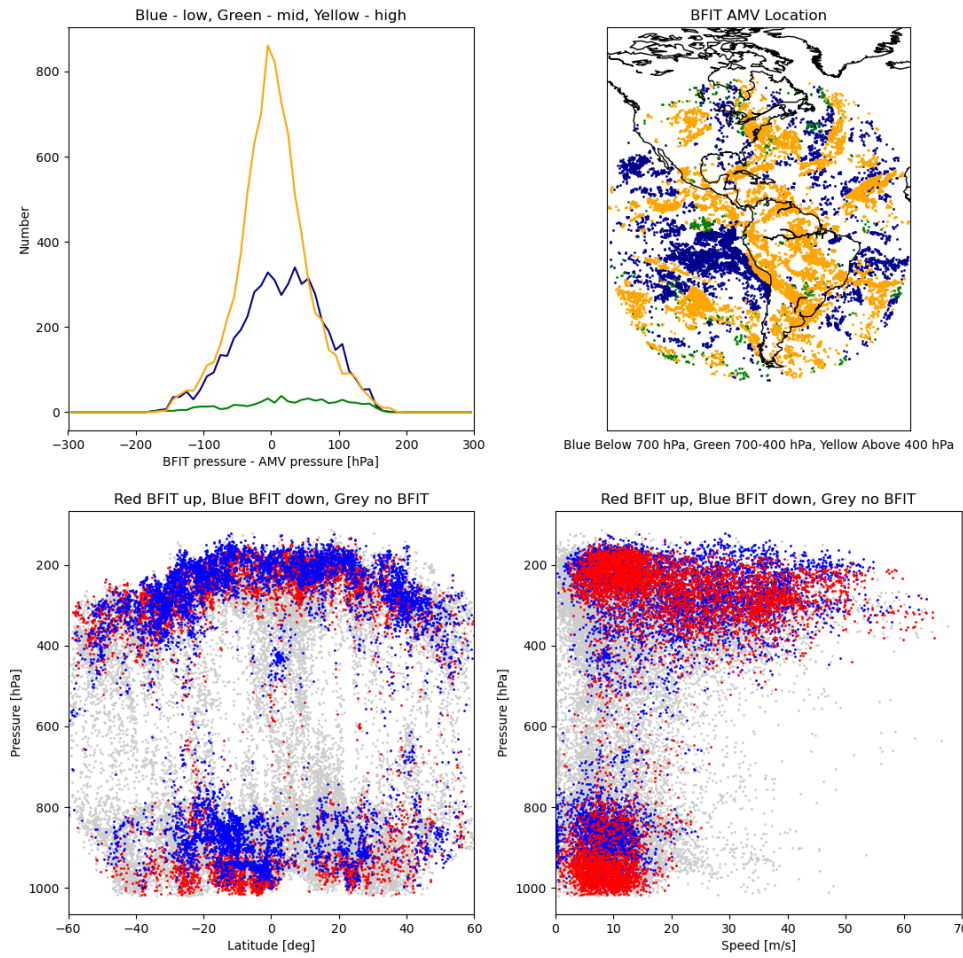 Blue - low, Green - mid, Yellow - high
800
600
400
200
0
Number
−300 −200 −100 0 100 200 300
BFIT pressure - AMV pressure [hPa]
BFIT AMV Location
Blue Below 700 hPa, Green 700-400 hPa, Yellow Above 400 hPa
Red BFIT up, Blue BFIT down, Grey no BFIT
200
400
600
800
1000
Pressure [hPa]
−60 −40 −20 0 20 40 60
Latitude [deg]
Red BFIT up, Blue BFIT down, Grey no BFIT
200
400
600
800
1000
Pressure [hPa]
0 10 20 30 40 50 60
Speed [m/s]